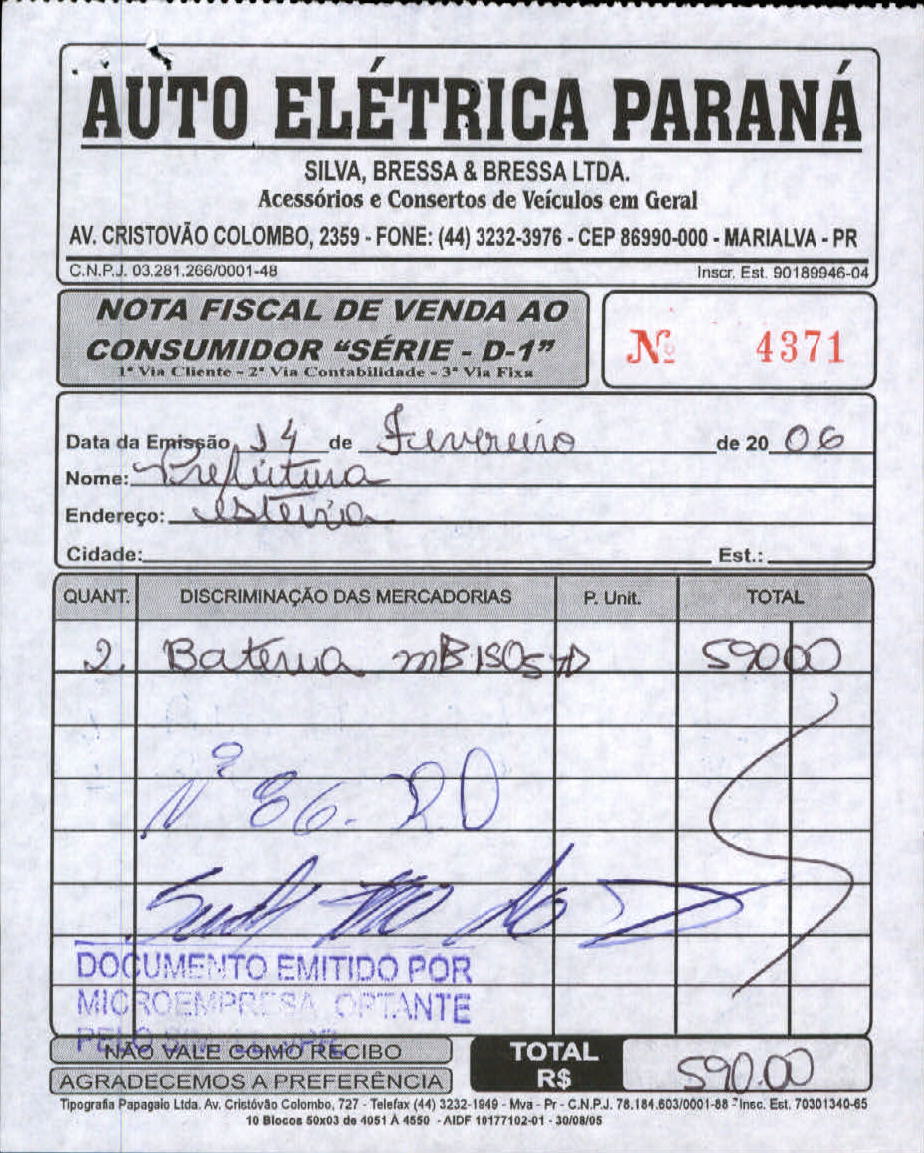 AUTO ELÉTRICA PARANÁ
SILVA, BRESSA & BRESSA LTDA.
Acessórios e Consertos de Veículos em Geral
AV. CRISTOVÃO COLOMBO, 2359 - FONE: (44) 3232-3976 - CEP 86990-000 - MARIALVA - PR
C.N.P.J. 03.281.266/0001-48 Inscr. Est. 90189946-04
NOTA FISCAL DE VENDA AO
CONSUMIDOR “SÉRIE - D-1”
1ª Via Cliente - 2ª Via Contabilidade - 3ª Via Fixa
Nº 4371
Data da Emissão 14 de Fevereiro de 20 06
Nome: Prefeitura
Endereço:
Cidade: Est.:
QUANT. DISCRIMINAÇÃO DAS MERCADORIAS P. Unit. TOTAL
2 Bateria 590 00
Nº
DOCUMENTO EMITIDO POR
MICROEMPRESA OPTANTE
PELO
NÃO VALE COMO RECIBO
AGRADECEMOS A PREFERÊNCIA
TOTAL
R$ 590.00
Tipografia Papagaio Ltda. Av. Cristóvão Colombo, 727 - Telefax (44) 3232-1949 - Mva - Pr - C.N.P.J. 78.184.603/0001-88 - Insc. Est. 70301340-65
10 Blocos 50x03 de 4051 À 4550 - AIDF 10177102-01 - 30/08/05